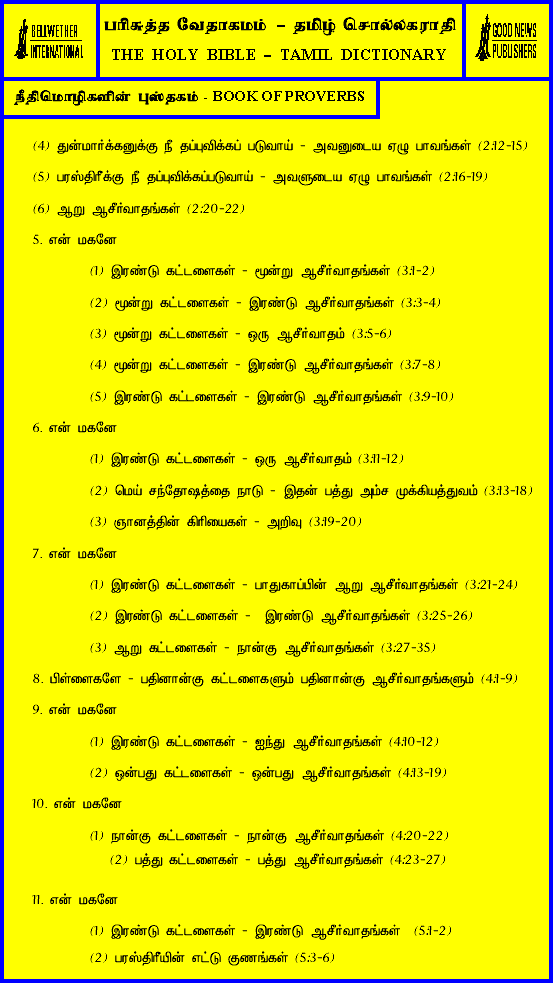 BELLWETHER
INTERNATIONAL
பரிசுத்த வேதாகமம் - தமிழ் சொல்லகராதி
THE HOLY BIBLE - TAMIL DICTIONARY
GOOD NEWS
PUBLISHERS
நீதிமொழிகளின் புஸ்தகம் - BOOK OF PROVERBS
(4) துன்மார்க்கனுக்கு நீ தப்புவிக்கப் படுவாய் - அவனுடைய ஏழு பாவங்கள் (2:12-15)
(5) பரஸ்திரீக்கு நீ தப்புவிக்கப்படுவாய் - அவளுடைய ஏழு பாவங்கள் (2:16-19)
(6) ஆறு ஆசீர்வாதங்கள் (2:20-22)
5. என் மகனே
(1) இரண்டு கட்டளைகள் - மூன்று ஆசீர்வாதங்கள் (3:1-2)
(2) மூன்று கட்டளைகள் - இரண்டு ஆசீர்வாதங்கள் (3:3-4)
(3) மூன்று கட்டளைகள் - ஒரு ஆசீர்வாதம் (3:5-6)
(4) மூன்று கட்டளைகள் - இரண்டு ஆசீர்வாதங்கள் (3:7-8)
(5) இரண்டு கட்டளைகள் - இரண்டு ஆசீர்வாதங்கள் (3:9-10)
6. என் மகனே
(1) இரண்டு கட்டளைகள் - ஒரு ஆசீர்வாதம் (3:11-12)
(2) மெய் சந்தோஷத்தை நாடு - இதன் பத்து அம்ச முக்கியத்துவம் (3:13-18)
(3) ஞானத்தின் கிரியைகள் - அறிவு (3:19-20)
7. என் மகனே
(1) இரண்டு கட்டளைகள் - பாதுகாப்பின் ஆறு ஆசீர்வாதங்கள் (3:21-24)
(2) இரண்டு கட்டளைகள் - இரண்டு ஆசீர்வாதங்கள் (3:25-26)
(3) ஆறு கட்டளைகள் - நான்கு ஆசீர்வாதங்கள் (3:27-35)
8. பிள்ளைகளே - பதினான்கு கட்டளைகளும் பதினான்கு ஆசீர்வாதங்களும் (4:1-9)
9. என் மகனே
(1) இரண்டு கட்டளைகள் - ஐந்து ஆசீர்வாதங்கள் (4:10-12)
(2) ஒன்பது கட்டளைகள் - ஒன்பது ஆசீர்வாதங்கள் (4:13-19)
10. என் மகனே
(1) நான்கு கட்டளைகள் - நான்கு ஆசீர்வாதங்கள் (4:20-22)
(2) பத்து கட்டளைகள் - பத்து ஆசீர்வாதங்கள் (4:23-27)
11. என் மகனே
(1) இரண்டு கட்டளைகள் - இரண்டு ஆசீர்வாதங்கள் (5:1-2)
(2) பரஸ்திரீயின் எட்டு குணங்கள் (5:3-6)